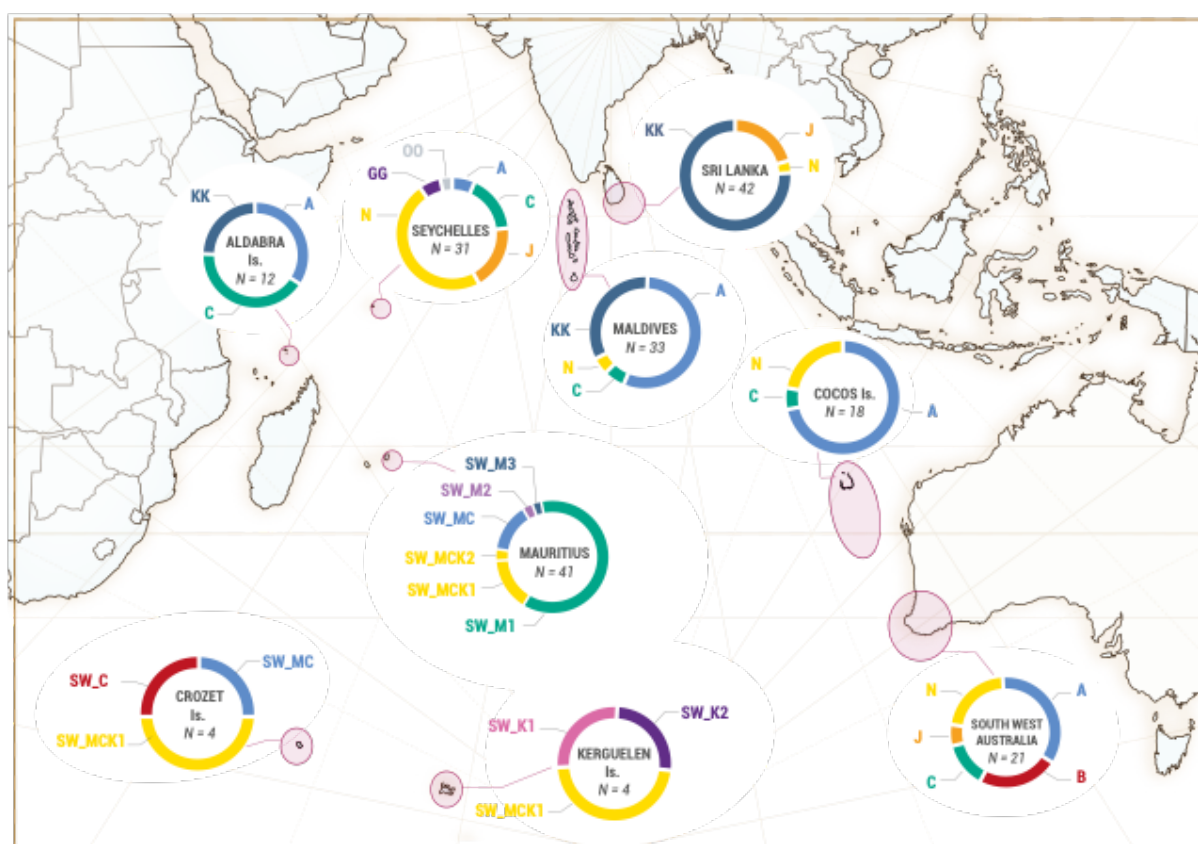 KK
J
N
SRI LANKA
N = 42
OO
GG
A
N
C
J
SEYCHELLES
N = 31
KK
A
C
ALDABRA
Is.
N = 12
A
KK
N
C
MALDIVES
N = 33
N
C
A
COCOS Is.
N = 18
SW_M3
SW_M2
SW_MC
SW_MCK2
SW_MCK1
SW_M1
MAURITIUS
N = 41
SW_C
SW_MC
SW_MCK1
CROZET
Is.
N = 4
SW_K1
SW_K2
SW_MCK1
KERGUELEN
Is.
N = 4
N
A
J
C
B
SOUTH WEST
AUSTRALIA
N = 21